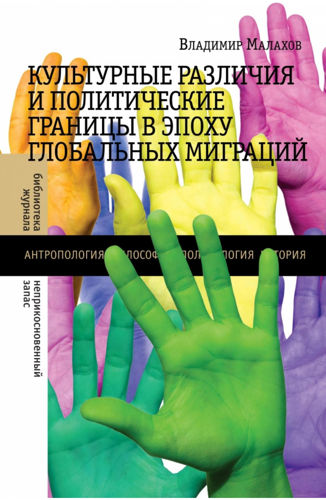 Владимир Малахов
КУЛЬТУРНЫЕ РАЗЛИЧИЯ
И ПОЛИТИЧЕСКИЕ
ГРАНИЦЫ В ЭПОХУ
ГЛОБАЛЬНЫХ МИГРАЦИЙ
библиотека
журнала
АНТРОПОЛОГИЯ
неприкосновенный
запас